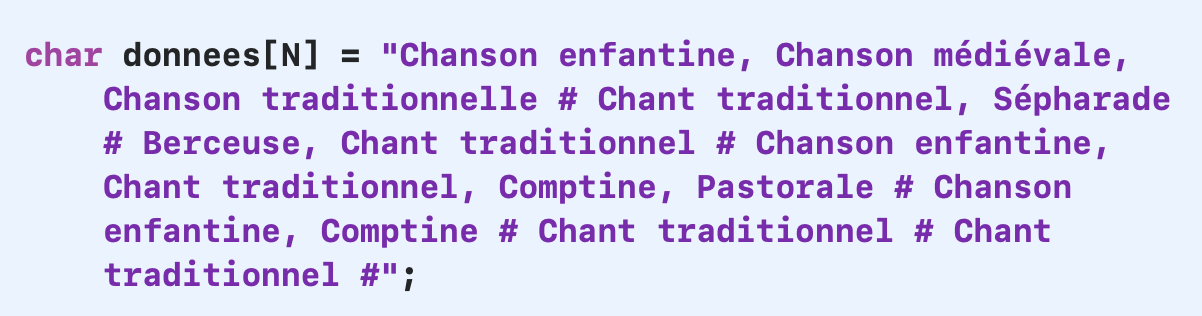 char donnees[N] = "Chanson enfantine, Chanson médiévale,
Chanson traditionnelle # Chant traditionnel, Sépharade
# Berceuse, Chant traditionnel # Chanson enfantine,
Chant traditionnel, Comptine, Pastorale # Chanson
enfantine, Comptine # Chant traditionnel # Chant
traditionnel #";